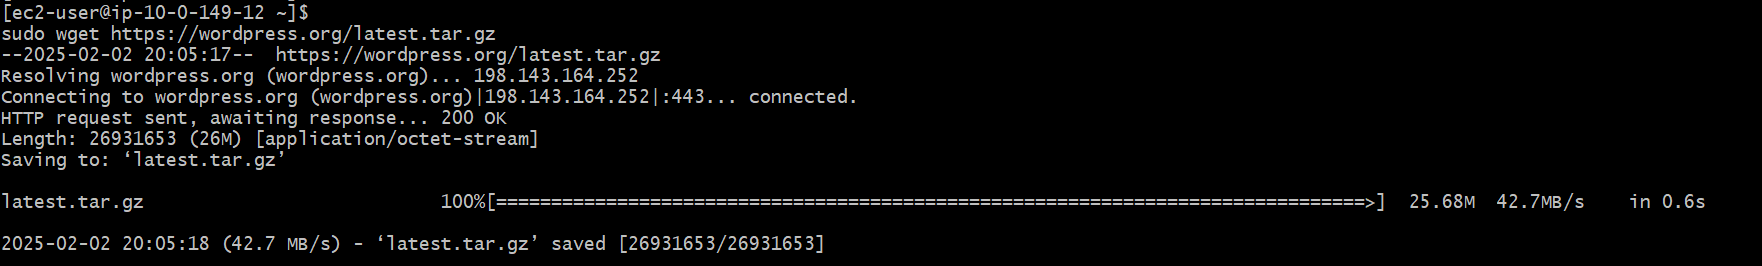 [ec2-user@ip-10-0-149-12 ~]$
sudo wget https://wordpress.org/latest.tar.gz
--2025-02-02 20:05:17--  https://wordpress.org/latest.tar.gz
Resolving wordpress.org (wordpress.org)... 198.143.164.252
Connecting to wordpress.org (wordpress.org)|198.143.164.252|:443... connected.
HTTP request sent, awaiting response... 200 OK
Length: 26931653 (26M) [application/octet-stream]
Saving to: ‘latest.tar.gz’
latest.tar.gz                           100%[===============================================================================>]  25.68M  42.7MB/s    in 0.6s
2025-02-02 20:05:18 (42.7 MB/s) - ‘latest.tar.gz’ saved [26931653/26931653]